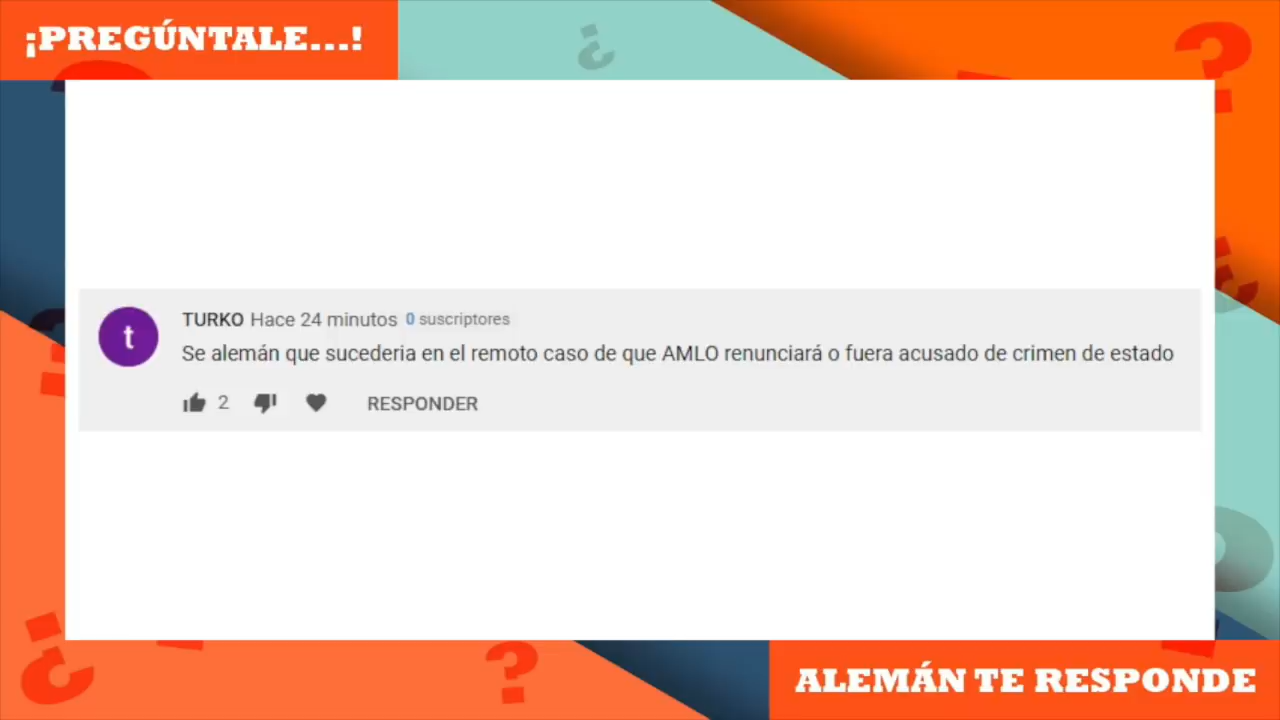 ¡PREGÚNTALE...!
TURKO Hace 24 minutos 0 suscriptores
Se alemán que sucederia en el remoto caso de que AMLO renunciará o fuera acusado de crimen de estado
2 RESPONDER
ALEMÁN TE RESPONDE